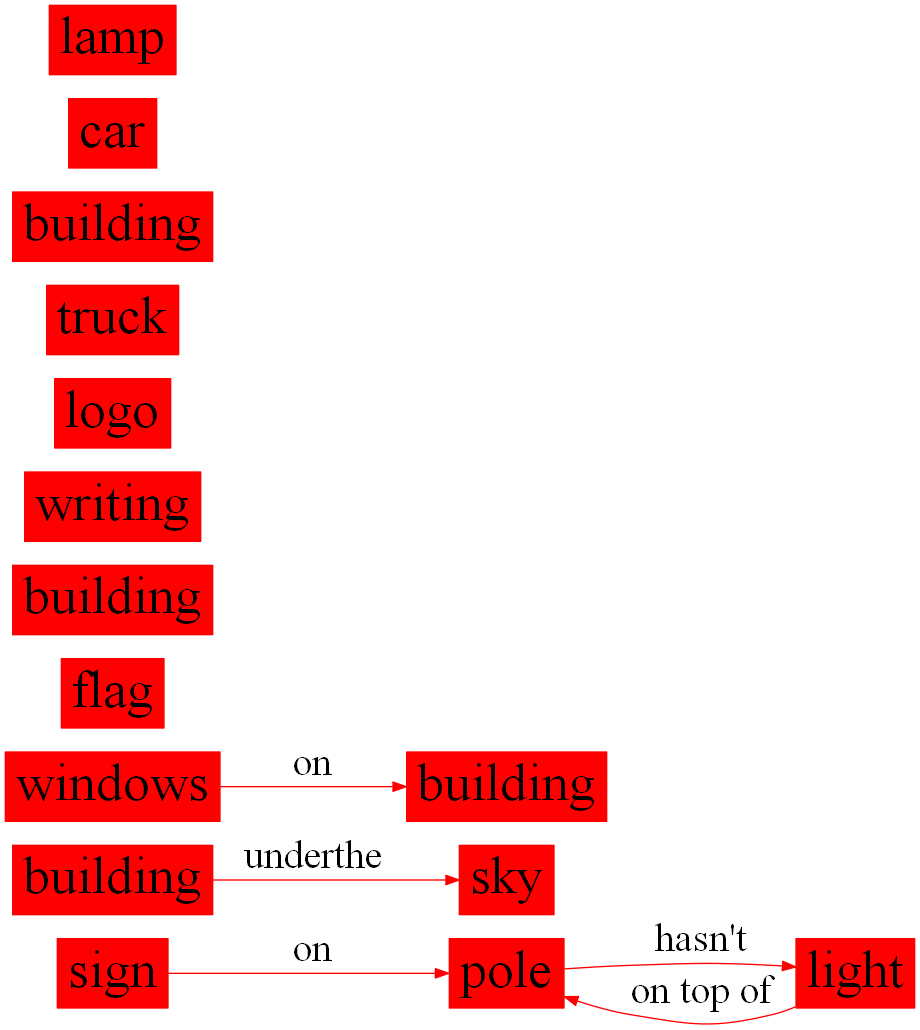 lamp
car
building
truck
logo
writing
building
flag
windows on building
building underthe sky
sign on pole hasn't light
on top of